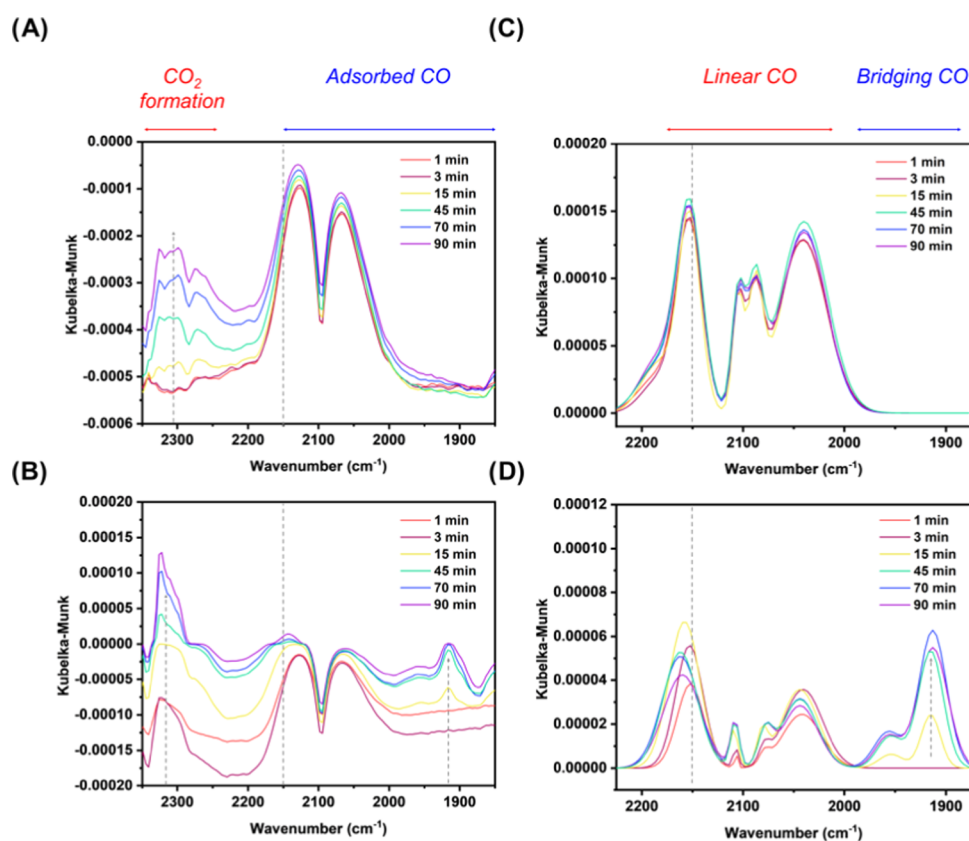 (A)
CO2
formation
Adsorbed CO
0.0000
-0.0001
-0.0002
-0.0003
-0.0004
-0.0005
-0.0006
Kubelka-Munk
1 min
3 min
15 min
45 min
70 min
90 min
2300 2200 2100 2000 1900
Wavenumber (cm-1)
(C)
Linear CO
Bridging CO
0.00020
0.00015
0.00010
0.00005
0.00000
Kubelka-Munk
1 min
3 min
15 min
45 min
70 min
90 min
2200 2100 2000 1900
Wavenumber (cm-1)
(B)
0.00020
0.00015
0.00010
0.00005
0.00000
-0.00005
-0.00010
-0.00015
-0.00020
Kubelka-Munk
1 min
3 min
15 min
45 min
70 min
90 min
2300 2200 2100 2000 1900
Wavenumber (cm-1)
(D)
0.00012
0.00010
0.00008
0.00006
0.00004
0.00002
0.00000
Kubelka-Munk
1 min
3 min
15 min
45 min
70 min
90 min
2200 2100 2000 1900
Wavenumber (cm-1)